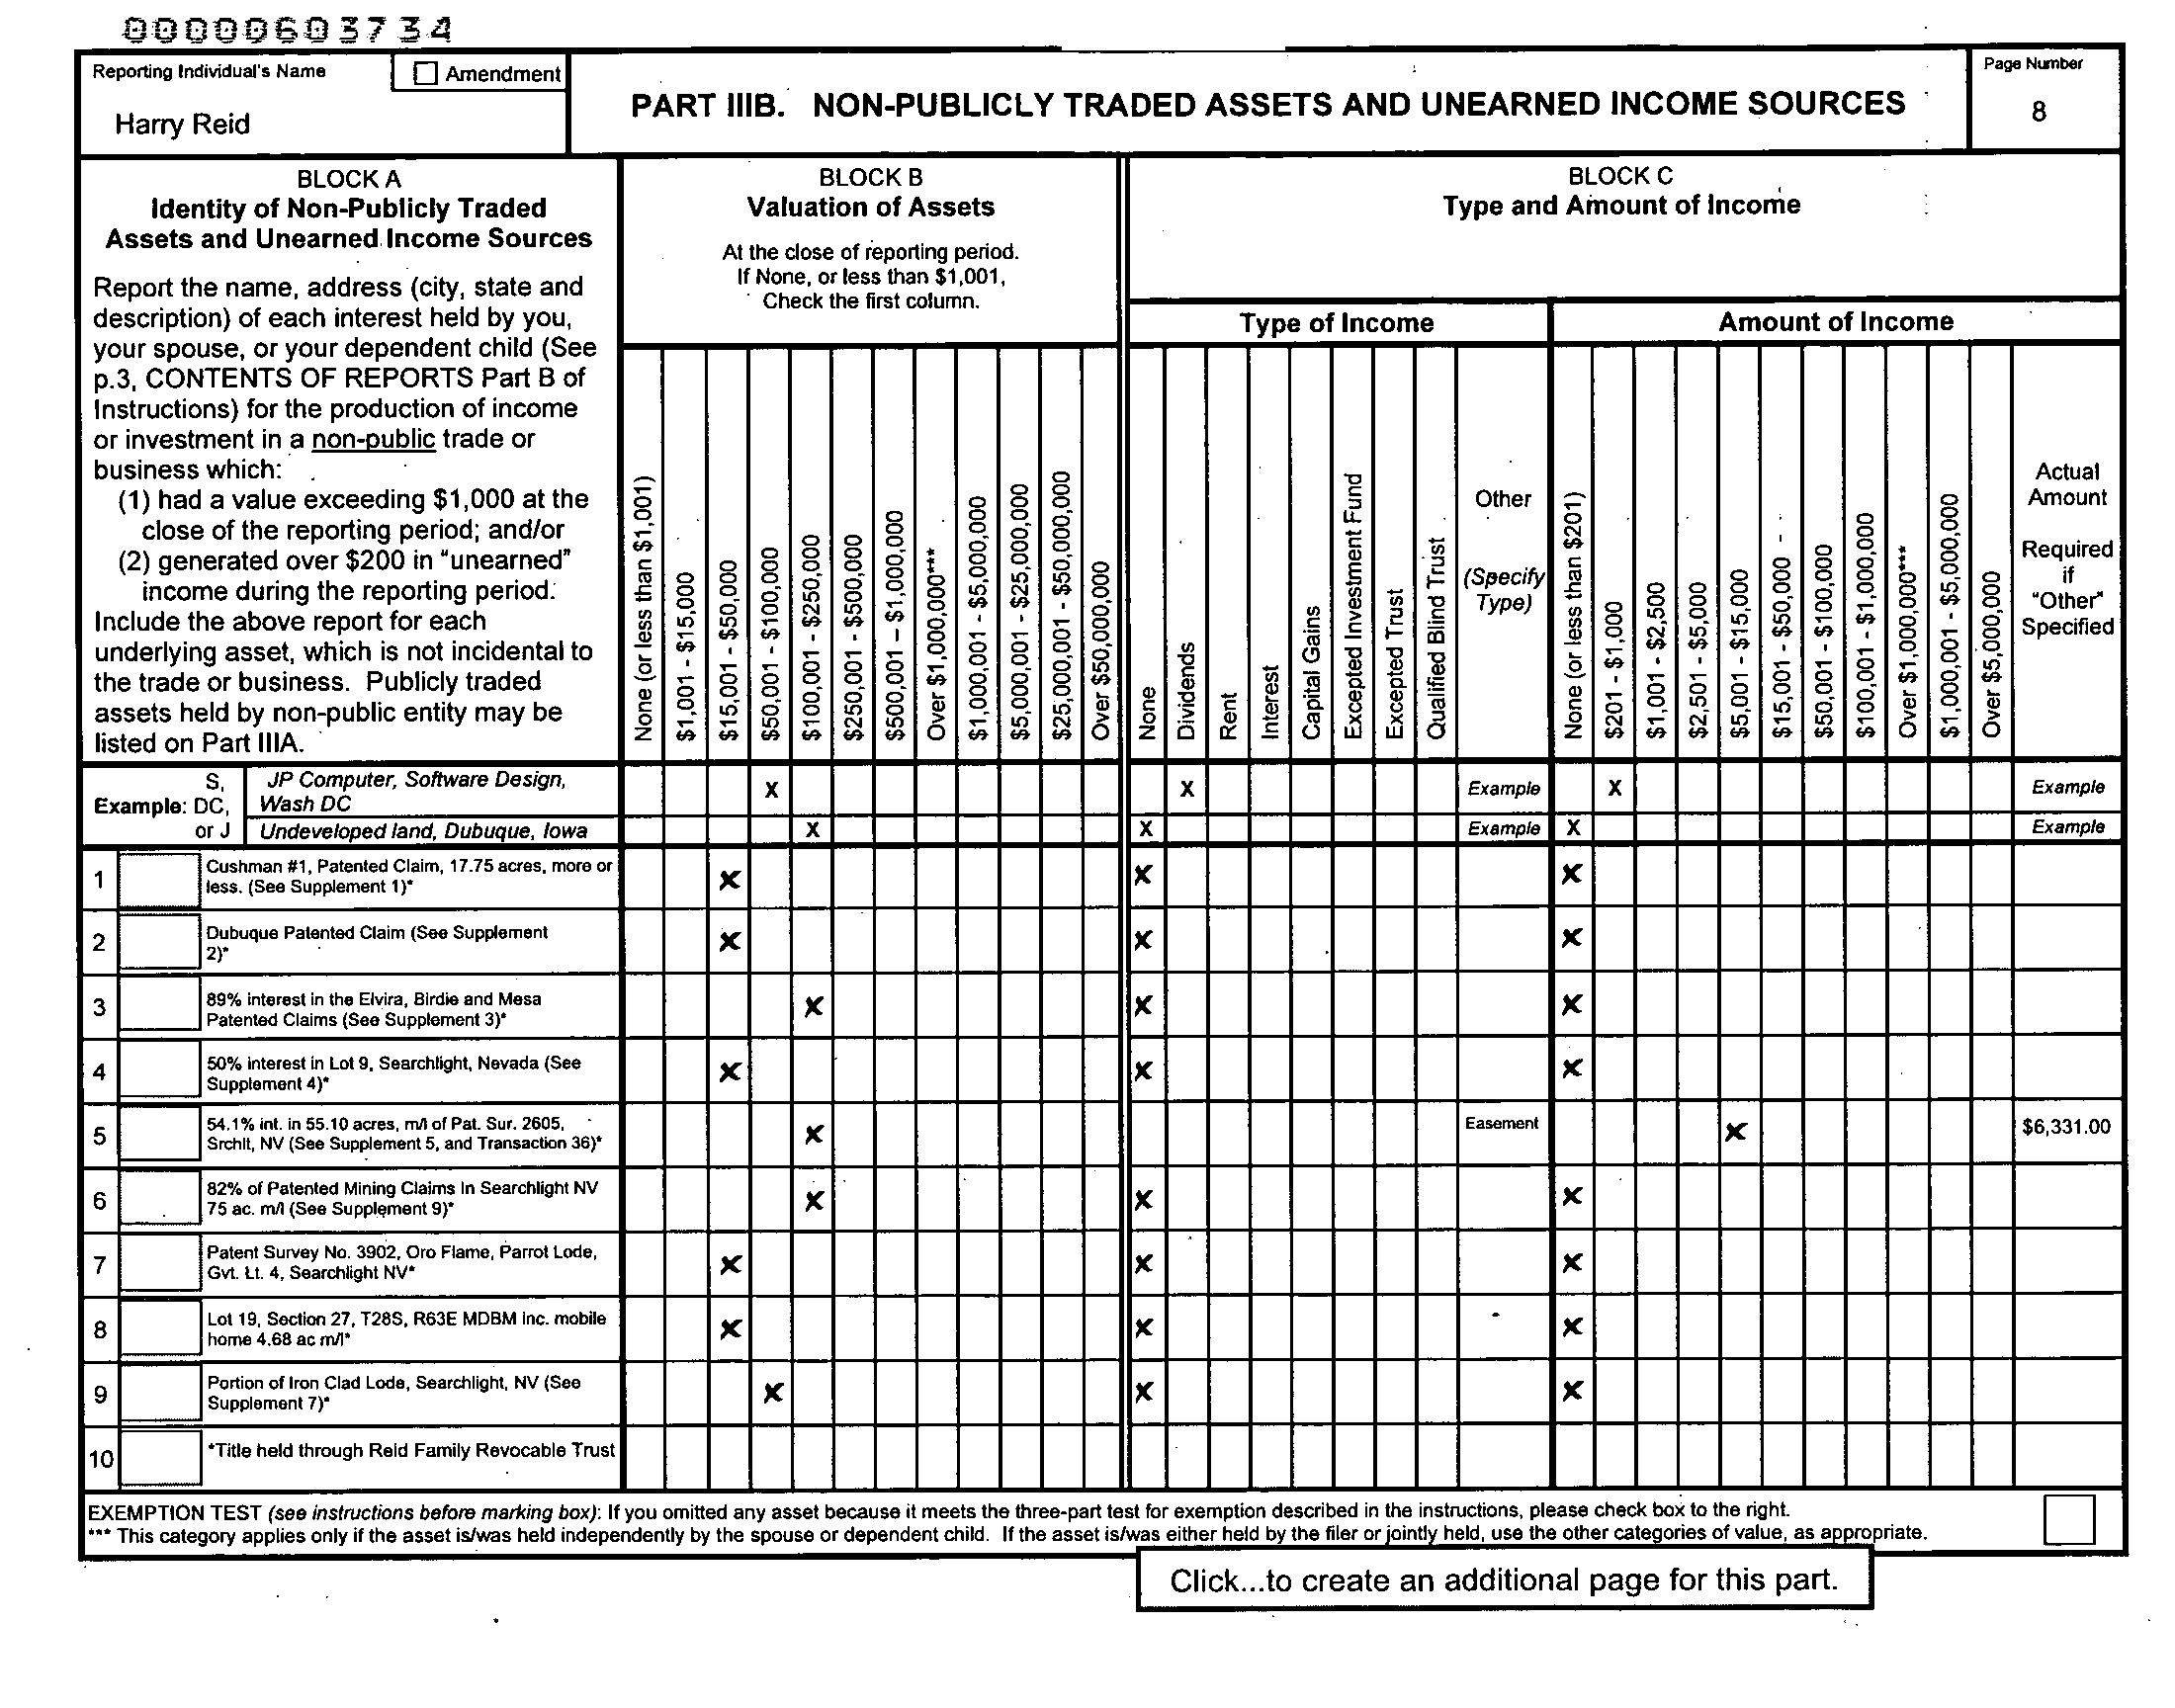 00000603734
Reporting Individual's Name
Amendment
Harry Reid
PART IIIB. NON-PUBLICLY TRADED ASSETS AND UNEARNED INCOME SOURCES
Page Number
8
BLOCK A
Identity of Non-Publicly Traded
Assets and Unearned Income Sources
Report the name, address (city, state and
description) of each interest held by you,
your spouse, or your dependent child (See
p.3, CONTENTS OF REPORTS Part B of
Instructions) for the production of income
or investment in a non-public trade or
business which:
(1) had a value exceeding $1,000 at the
close of the reporting period; and/or
(2) generated over $200 in "unearned"
income during the reporting period.
Include the above report for each
underlying asset, which is not incidental to
the trade or business. Publicly traded
assets held by non-public entity may be
listed on Part IIIA.
BLOCK B
Valuation of Assets
At the close of reporting period.
If None, or less than $1,001,
Check the first column.
None (or less than $1,001)
$1,001 - $15,000
$15,001 - $50,000
$50,001 - $100,000
$100,001 - $250,000
$250,001 - $500,000
$500,001 – $1,000,000
Over $1,000,000***
$1,000,001 - $5,000,000
$5,000,001 - $25,000,000
$25,000,001 - $50,000,000
Over $50,000,000
BLOCK C
Type and Amount of Income
Type of Income
Amount of Income
None
Dividends
Rent
Interest
Capital Gains
Excepted Investment Fund
Excepted Trust
Qualified Blind Trust
Other
(Specify
Type)
None (or less than $201)
$201 - $1,000
$1,001 - $2,500
$2,501 - $5,000
$5,001 - $15,000
$15,001 - $50,000
$50,001 - $100,000
$100,001 - $1,000,000
Over $1,000,000***
$1,000,001 - $5,000,000
Over $5,000,000
Actual
Amount
Required
if
"Other"
Specified
Example: S,
DC,
or J
JP Computer, Software Design,
Wash DC
X X Example X Example
Undeveloped land, Dubuque, Iowa X X Example X Example
1 Cushman #1, Patented Claim, 17.75 acres, more or
less. (See Supplement 1)* X X X
2 Dubuque Patented Claim (See Supplement
2)* X X X
3 89% interest in the Elvira, Birdie and Mesa
Patented Claims (See Supplement 3)* X X X
4 50% interest in Lot 9, Searchlight, Nevada (See
Supplement 4)* X X X
5 54.1% int. in 55.10 acres, m/l of Pat. Sur. 2605,
Srchlt, NV (See Supplement 5, and Transaction 36)* X Easement X $6,331.00
6 82% of Patented Mining Claims In Searchlight NV
75 ac. m/l (See Supplement 9)* X X X
7 Patent Survey No. 3902, Oro Flame, Parrot Lode,
Gvt. Lt. 4, Searchlight NV* X X X
8 Lot 19, Section 27, T28S, R63E MDBM Inc. mobile
home 4.68 ac m/l* X X X
9 Portion of Iron Clad Lode, Searchlight, NV (See
Supplement 7)* X X X
10 *Title held through Reid Family Revocable Trust
EXEMPTION TEST (see instructions before marking box): If you omitted any asset because it meets the three-part test for exemption described in the instructions, please check box to the right.
*** This category applies only if the asset is/was held independently by the spouse or dependent child. If the asset is/was either held by the filer or jointly held, use the other categories of value, as appropriate.
Click...to create an additional page for this part.